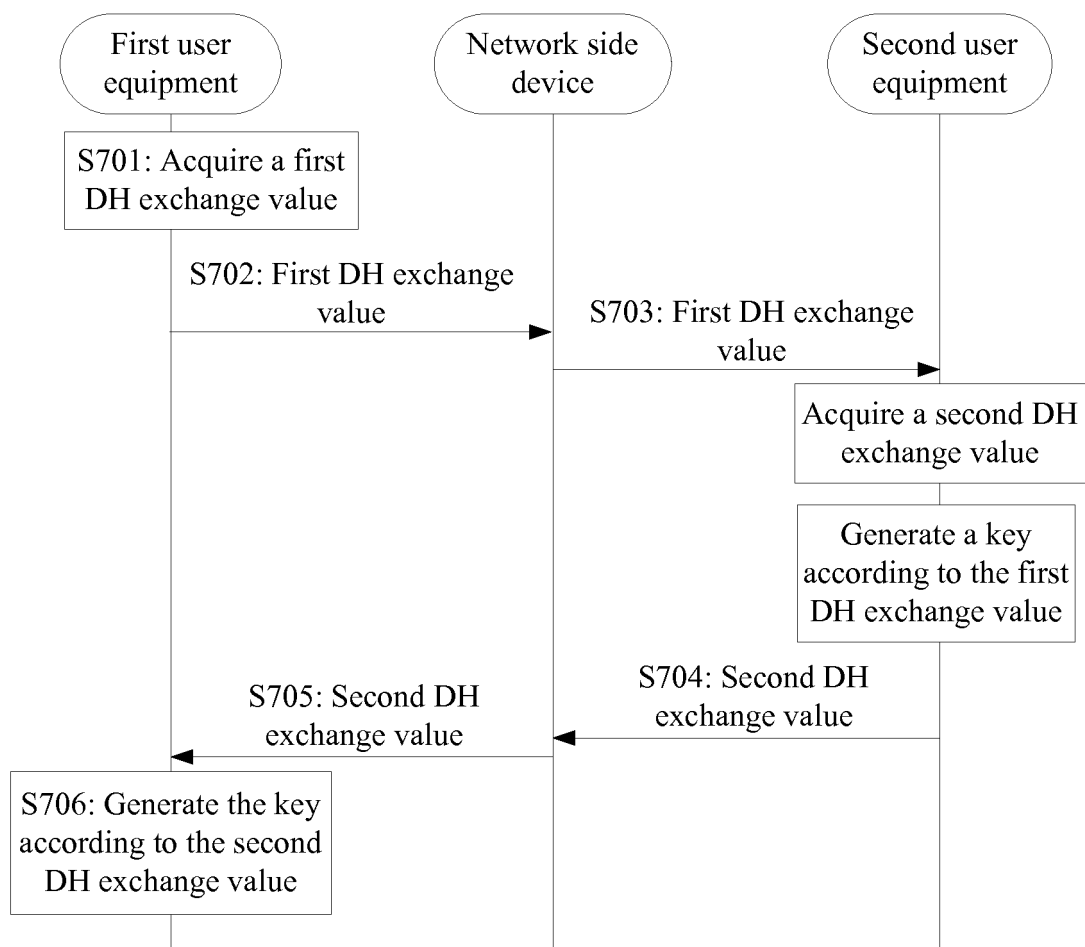 First user
equipment
Network side
device
Second user
equipment
S701: Acquire a first
DH exchange value
S702: First DH exchange
value
S703: First DH exchange
value
Acquire a second DH
exchange value
Generate a key
according to the first
DH exchange value
S704: Second DH
exchange value
S705: Second DH
exchange value
S706: Generate the key
according to the second
DH exchange value